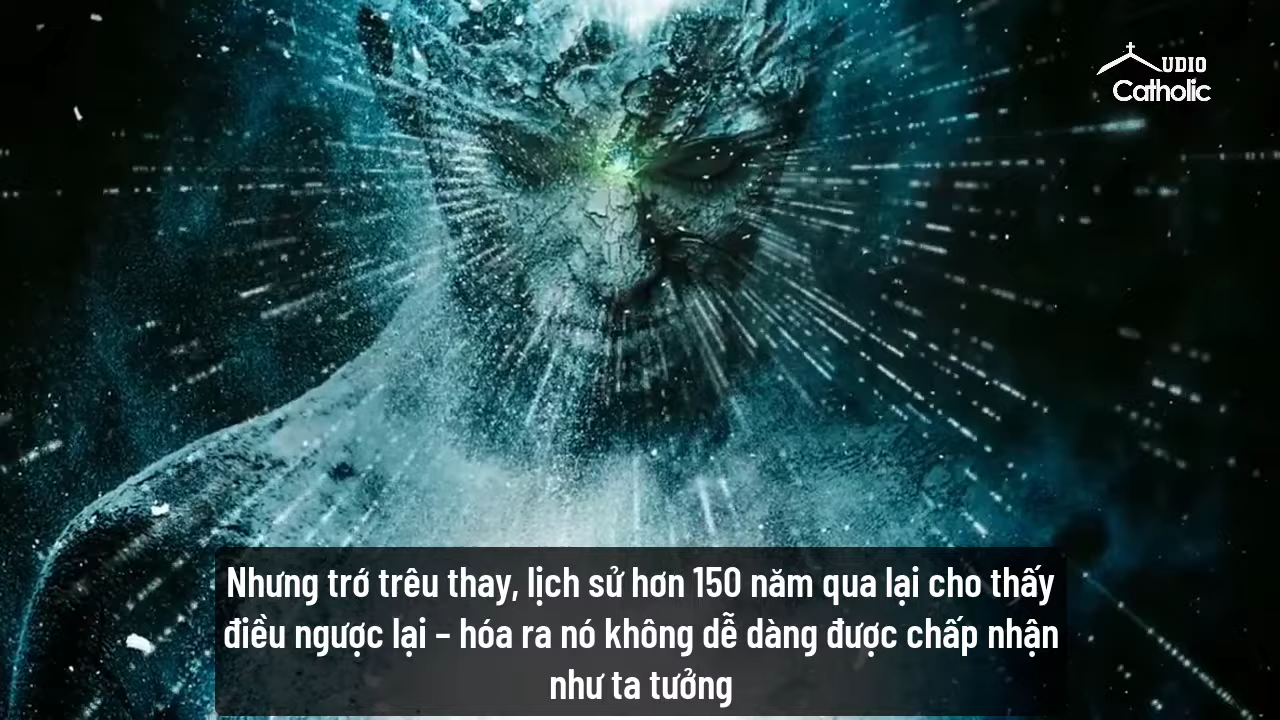 UDIO
Catholic
Nhưng trớ trêu thay, lịch sử hơn 150 năm qua lại cho thấy
điều ngược lại – hóa ra nó không dễ dàng được chấp nhận
như ta tưởng